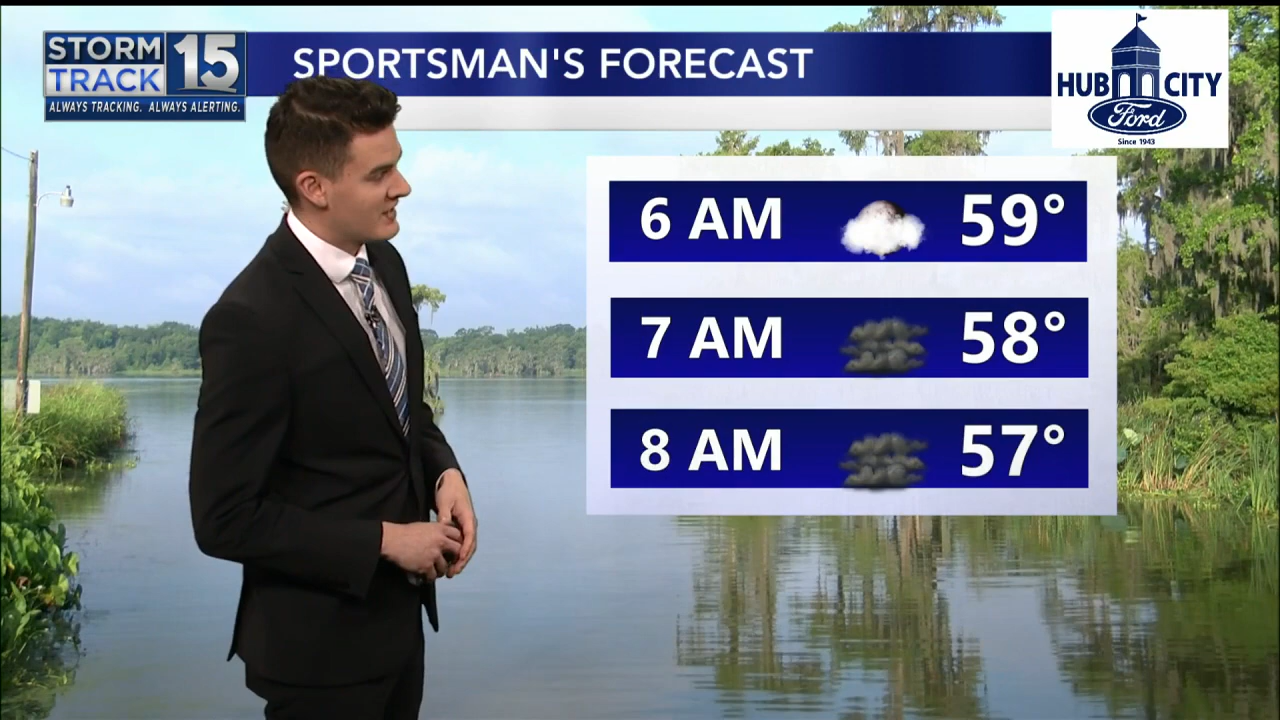 STORM
TRACK
15
ALWAYS TRACKING. ALWAYS ALERTING.
SPORTSMAN'S FORECAST
HUB CITY
Ford
Since 1943
6 AM 59°
7 AM 58°
8 AM 57°